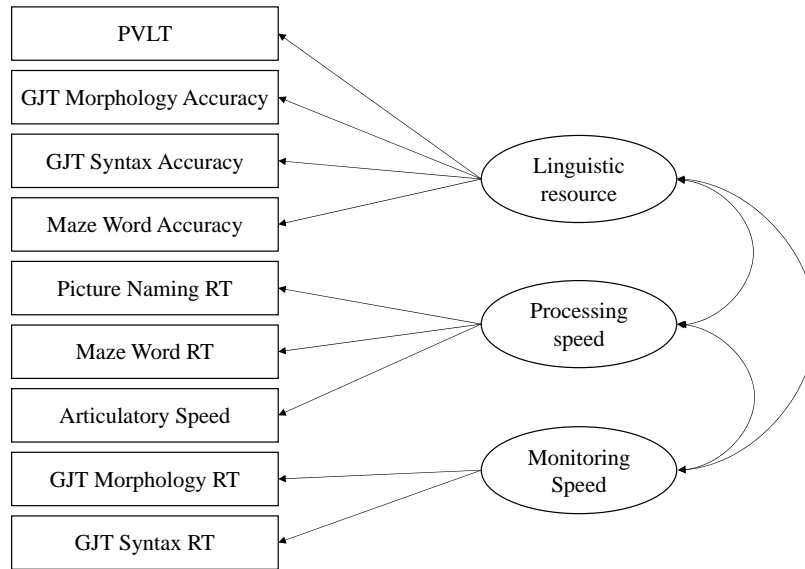 PVLT
GJT Morphology Accuracy
GJT Syntax Accuracy
Maze Word Accuracy
Picture Naming RT
Maze Word RT
Articulatory Speed
GJT Morphology RT
GJT Syntax RT
Linguistic
resource
Processing
speed
Monitoring
Speed